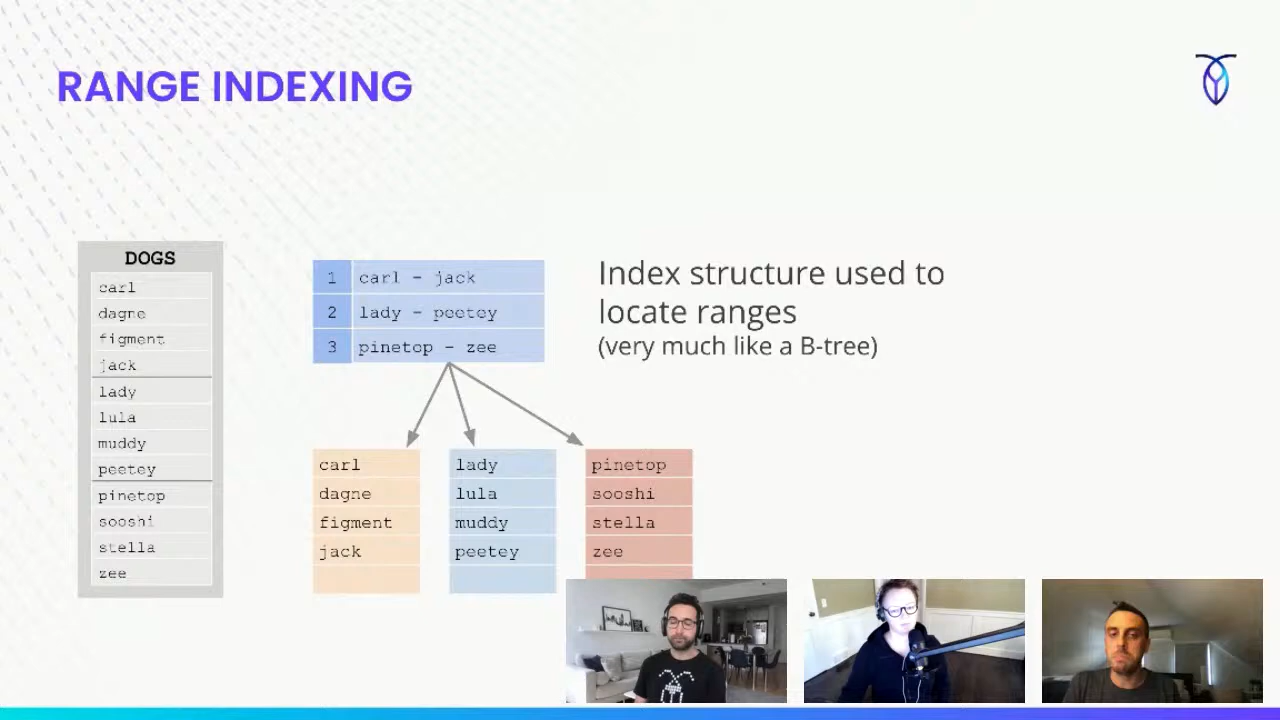 RANGE INDEXING
DOGS
carl
dagne
figment
jack
lady
lula
muddy
peetey
pinetop
sooshi
stella
zee
1 carl - jack
2 lady - peetey
3 pinetop - zee
Index structure used to
locate ranges
(very much like a B-tree)
carl
dagne
figment
jack
lady
lula
muddy
peetey
pinetop
sooshi
stella
zee